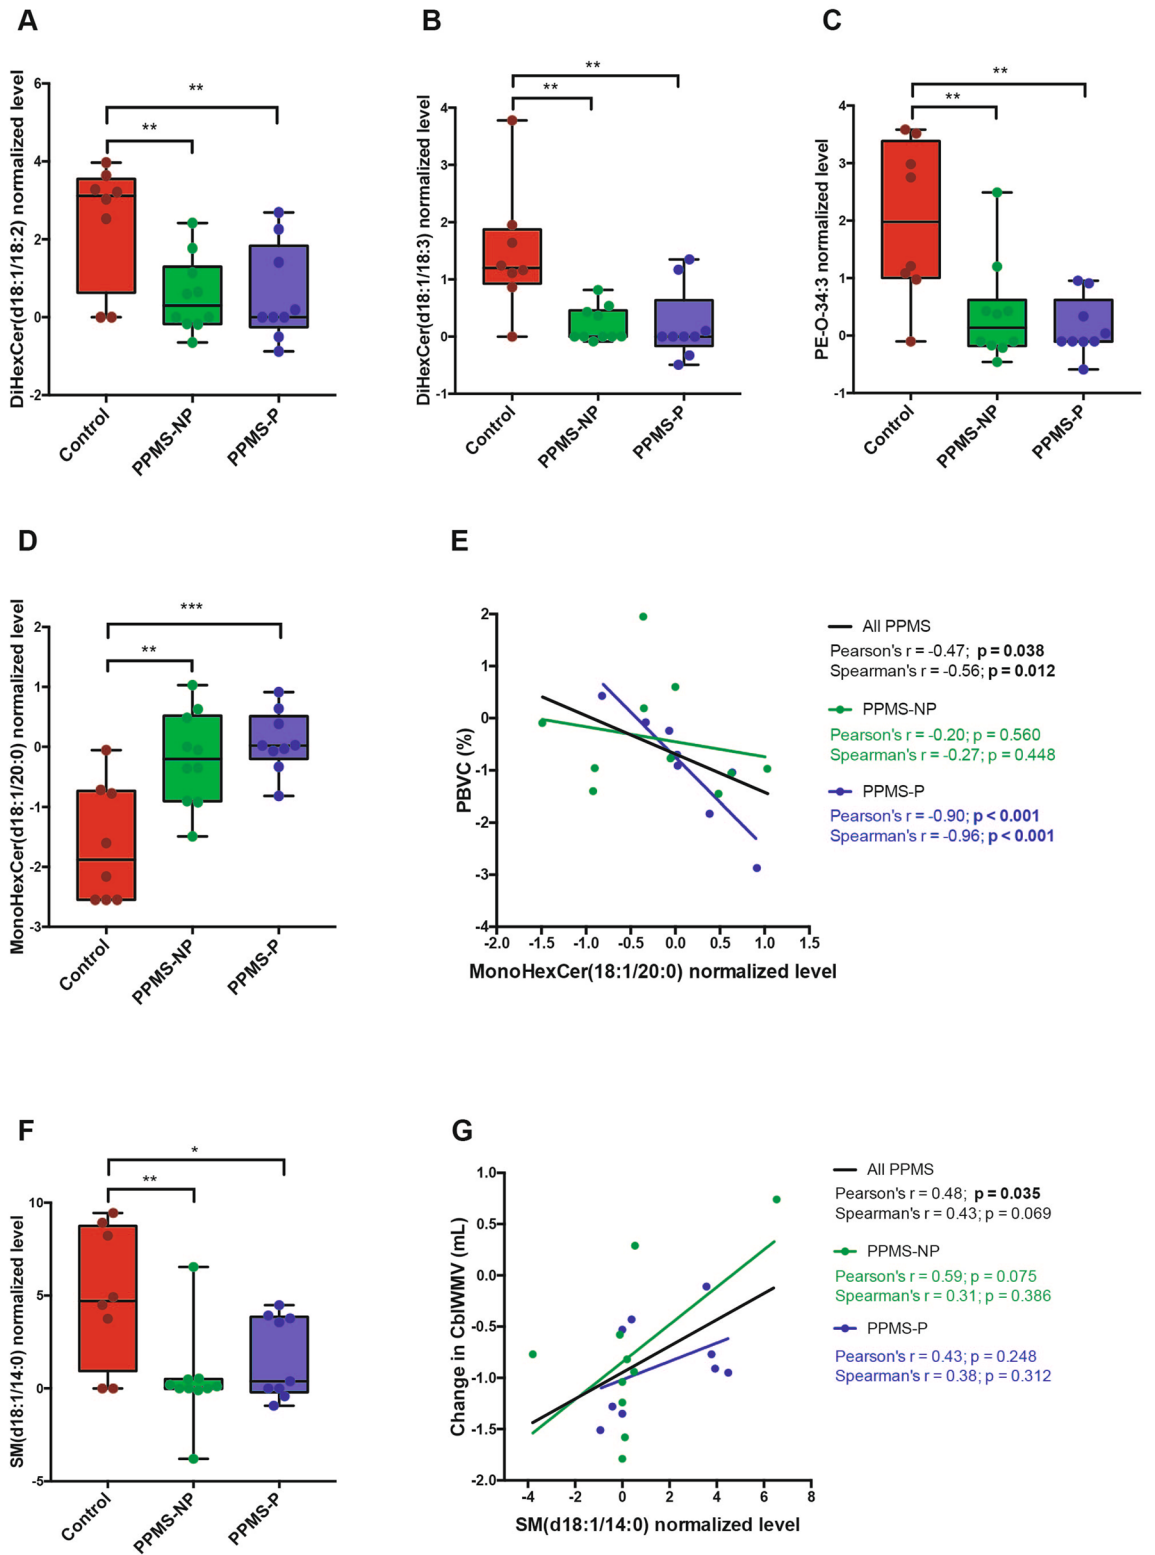 A
DiHexCer(d18:1/18:2) normalized level
6
4
2
0
-2
**
**
Control
PPMS-NP
PPMS-P
B
DiHexCer(d18:1/18:3) normalized level
4
3
2
1
0
-1
**
**
Control
PPMS-NP
PPMS-P
C
PE-O-34:3 normalized level
4
3
2
1
0
-1
**
**
Control
PPMS-NP
PPMS-P
D
MonoHexCer(d18:1/20:0) normalized level
2
1
0
-1
-2
-3
***
**
Control
PPMS-NP
PPMS-P
E
PBVC (%)
2
1
0
-1
-2
-3
-4
-2.0 -1.5 -1.0 -0.5 0.0 0.5 1.0 1.5
MonoHexCer(18:1/20:0) normalized level
All PPMS
Pearson's r = -0.47; p = 0.038
Spearman's r = -0.56; p = 0.012
PPMS-NP
Pearson's r = -0.20; p = 0.560
Spearman's r = -0.27; p = 0.448
PPMS-P
Pearson's r = -0.90; p < 0.001
Spearman's r = -0.96; p < 0.001
F
SM(d18:1/14:0) normalized level
10
5
0
-5
*
**
Control
PPMS-NP
PPMS-P
G
Change in CblWMV (mL)
1.0
0.5
0.0
-0.5
-1.0
-1.5
-2.0
-4 -2 0 2 4 6 8
SM(d18:1/14:0) normalized level
All PPMS
Pearson's r = 0.48; p = 0.035
Spearman's r = 0.43; p = 0.069
PPMS-NP
Pearson's r = 0.59; p = 0.075
Spearman's r = 0.31; p = 0.386
PPMS-P
Pearson's r = 0.43; p = 0.248
Spearman's r = 0.38; p = 0.312